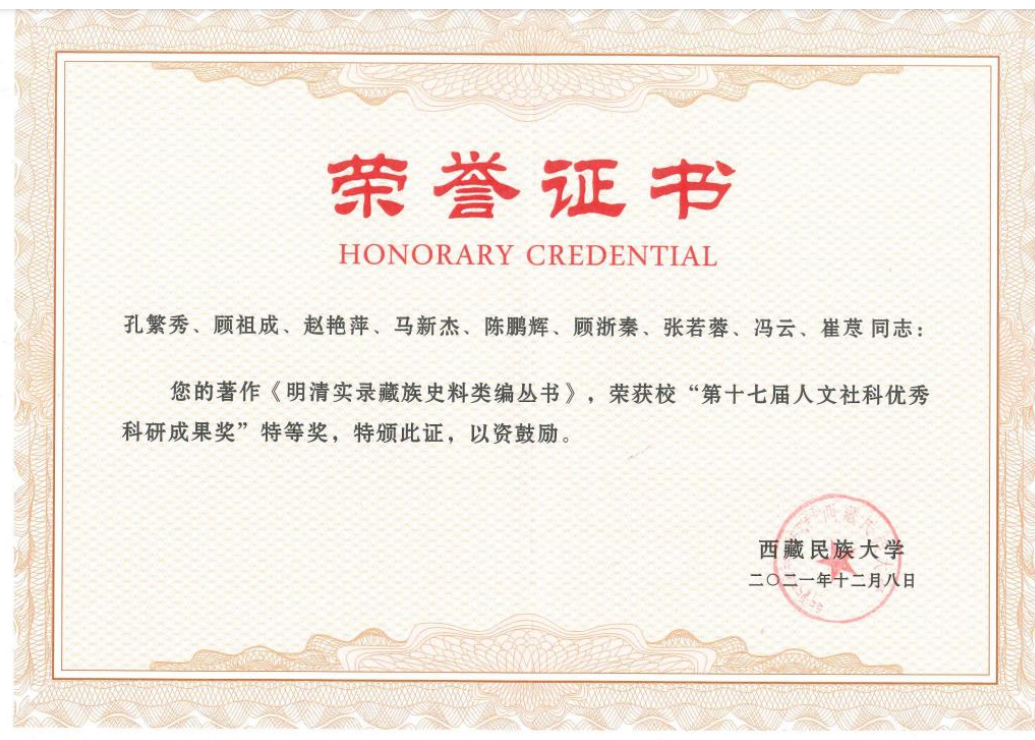 荣誉证书
HONORARY CREDENTIAL
孔繁秀、顾祖成、赵艳萍、马新杰、陈鹏辉、顾浙秦、张若蓉、冯云、崔荩同志：
您的著作《明清实录藏族史料类编丛书》，荣获校“第十七届人文社科优秀
科研成果奖”特等奖，特颁此证，以资鼓励。
西藏民族大学
二〇二一年十二月八日